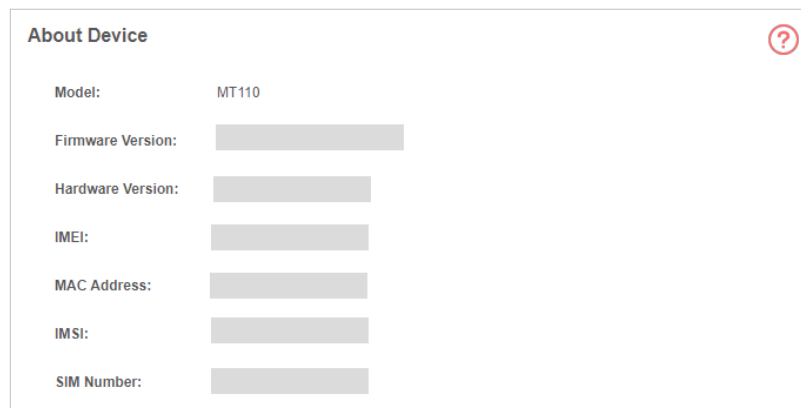 About Device
?
Model: MT110
Firmware Version:
Hardware Version:
IMEI:
MAC Address:
IMSI:
SIM Number: